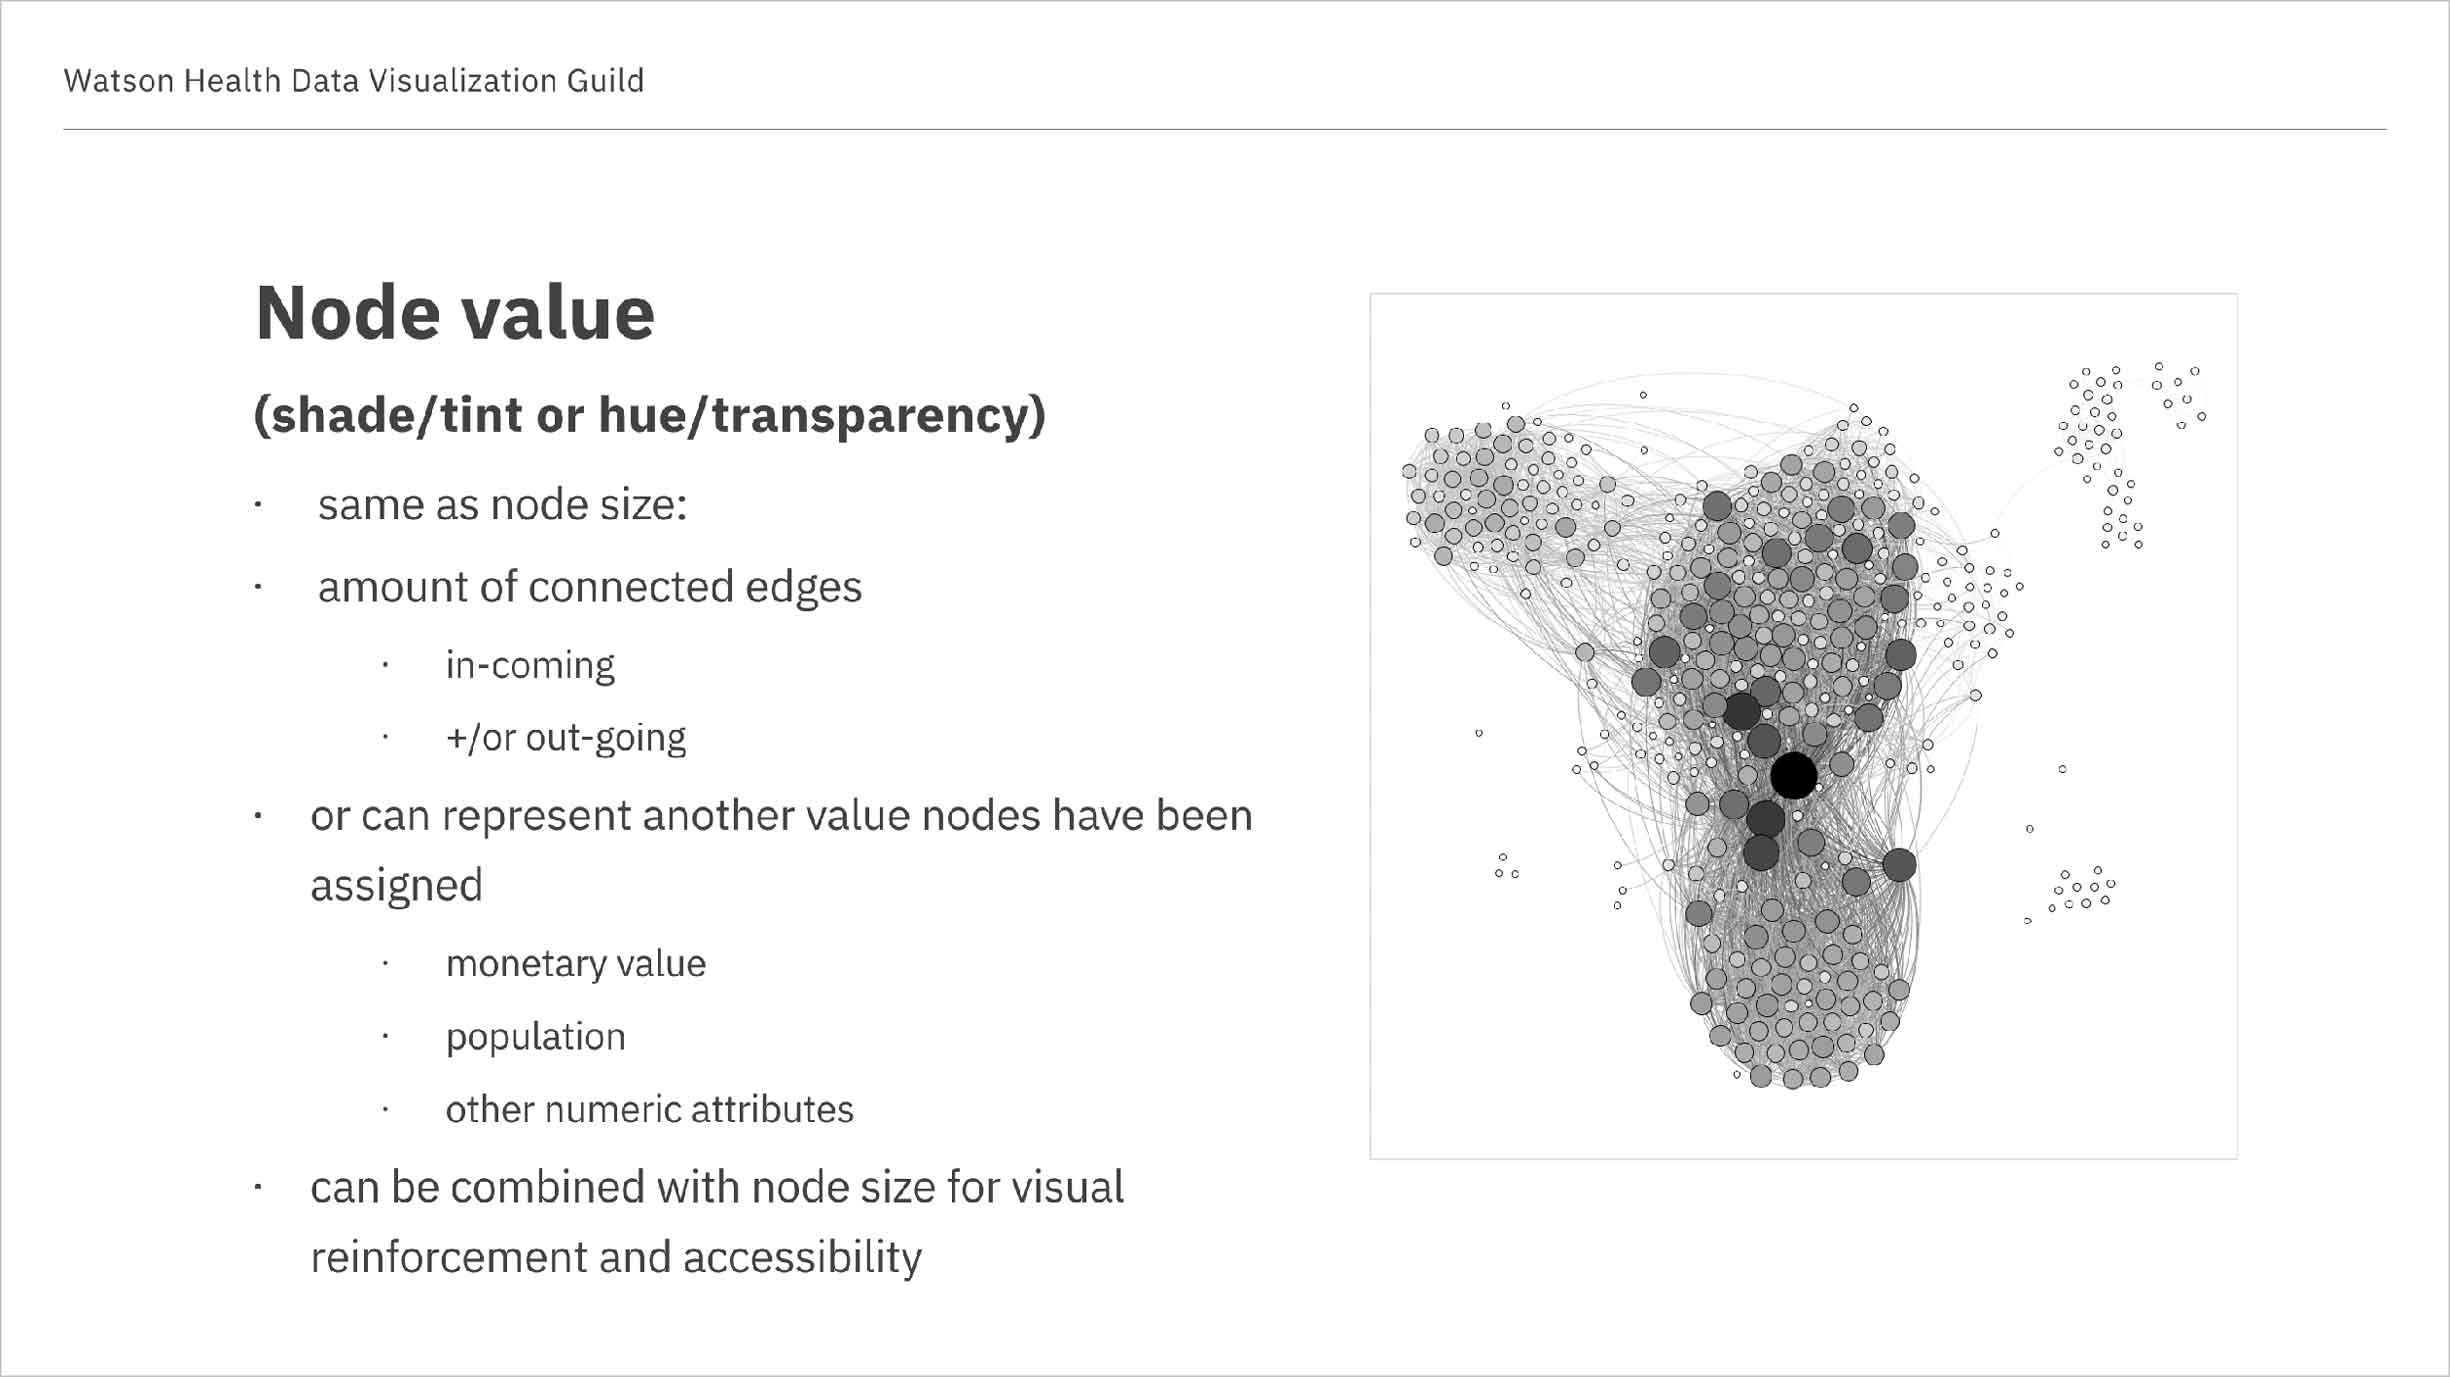 Watson Health Data Visualization Guild
Node value
(shade/tint or hue/transparency)
· same as node size:
· amount of connected edges
· in-coming
· +/or out-going
· or can represent another value nodes have been
assigned
· monetary value
· population
· other numeric attributes
· can be combined with node size for visual
reinforcement and accessibility